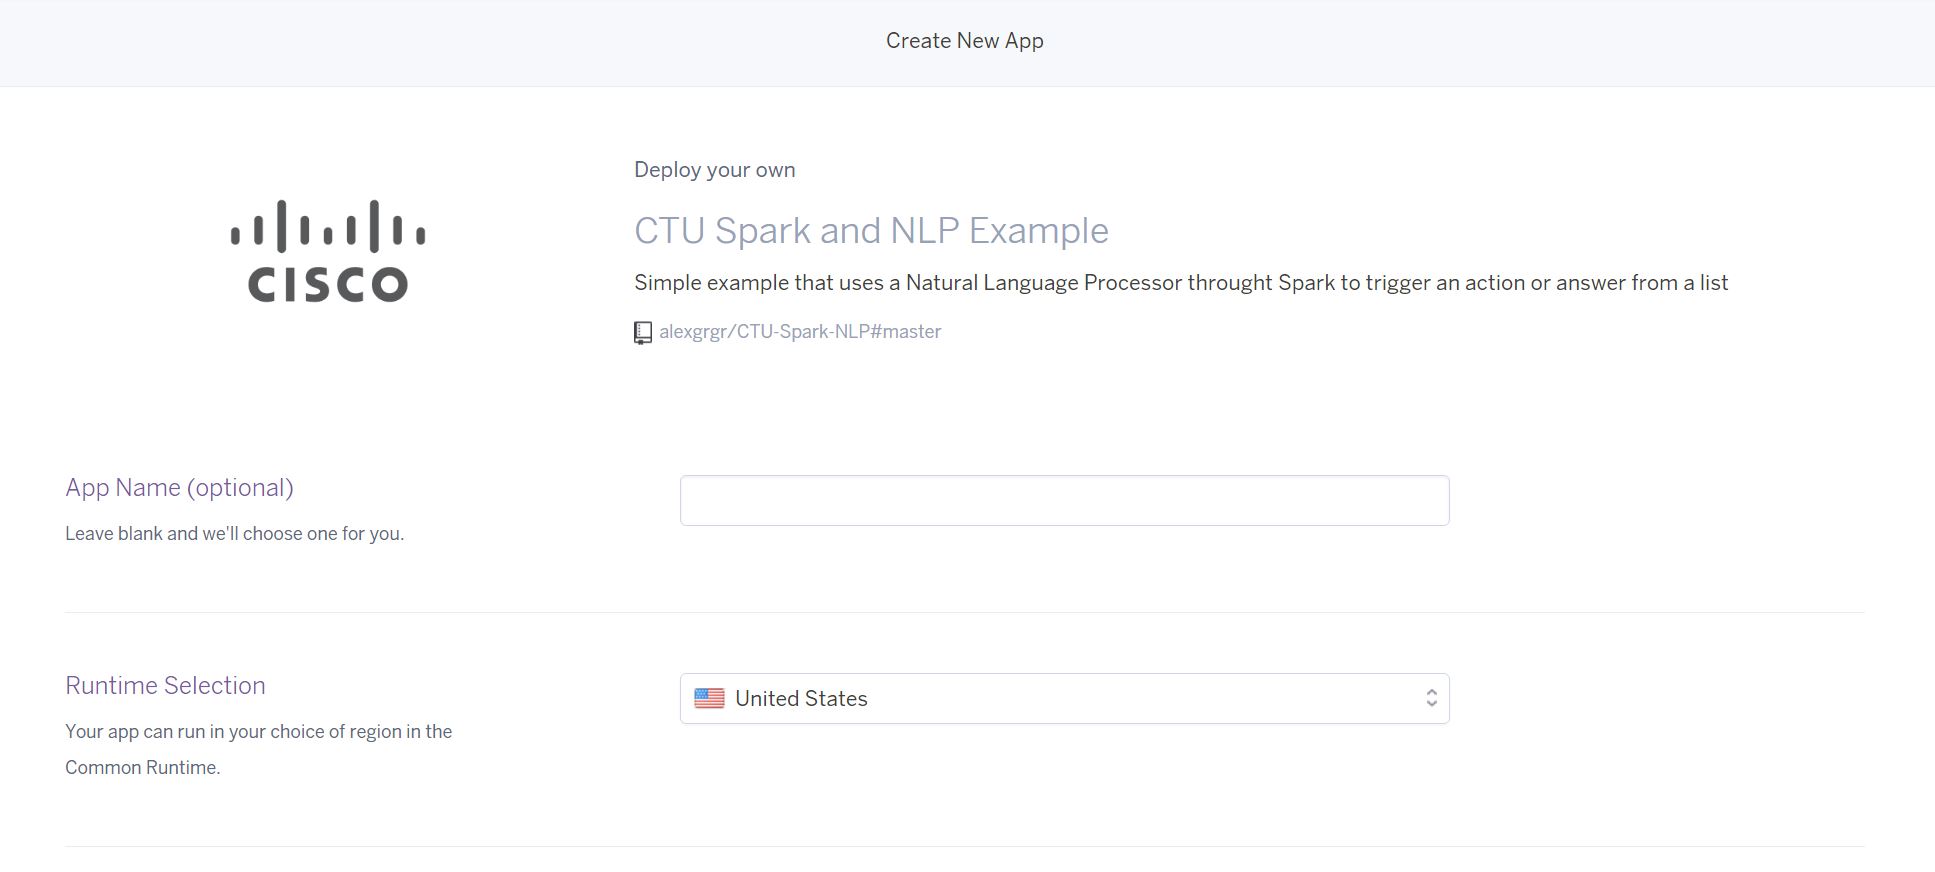 Create New App
CISCO
Deploy your own
CTU Spark and NLP Example
Simple example that uses a Natural Language Processor throught Spark to trigger an action or answer from a list
alexgrgr/CTU-Spark-NLP#master
App Name (optional)
Leave blank and we'll choose one for you.
Runtime Selection
United States
Your app can run in your choice of region in the
Common Runtime.